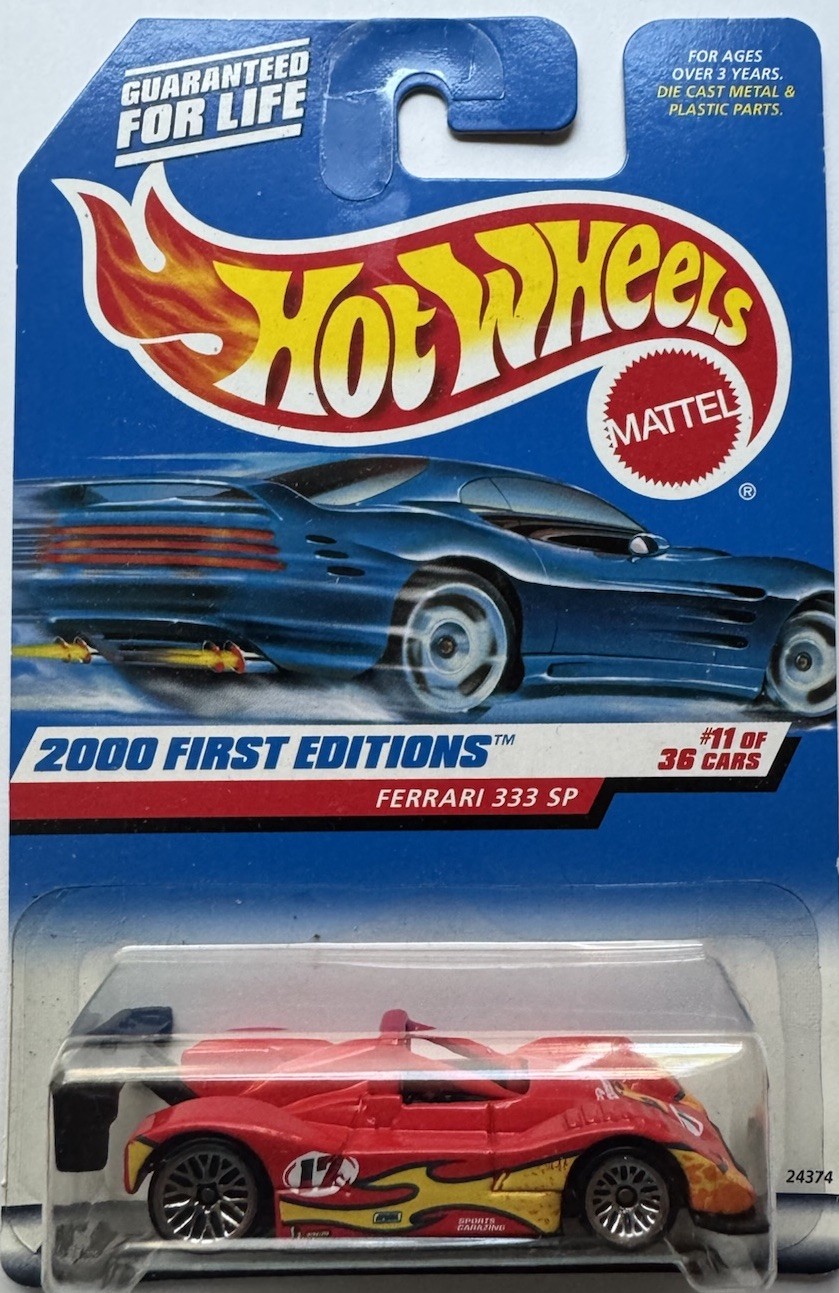 GUARANTEED
FOR LIFE
FOR AGES
OVER 3 YEARS.
DIE CAST METAL &
PLASTIC PARTS.
HOT WHEELS
MATTEL
®
2000 FIRST EDITIONS™
#11 OF
36 CARS
FERRARI 333 SP
24374
17
SPORTS